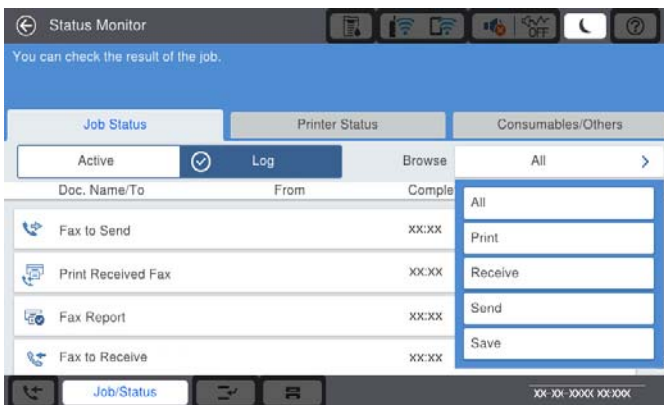 Status Monitor
OFF
You can check the result of the job.
Job Status
Printer Status
Consumables/Others
Active
Log
Browse
All
Doc. Name/To
From
Comple
All
Fax to Send
XX:XX
Print
Print Received Fax
XX:XX
Receive
Fax Report
XX:XX
Send
Fax to Receive
XX:XX
Save
Job/Status
XX-XX-XXXX XX:XXXX